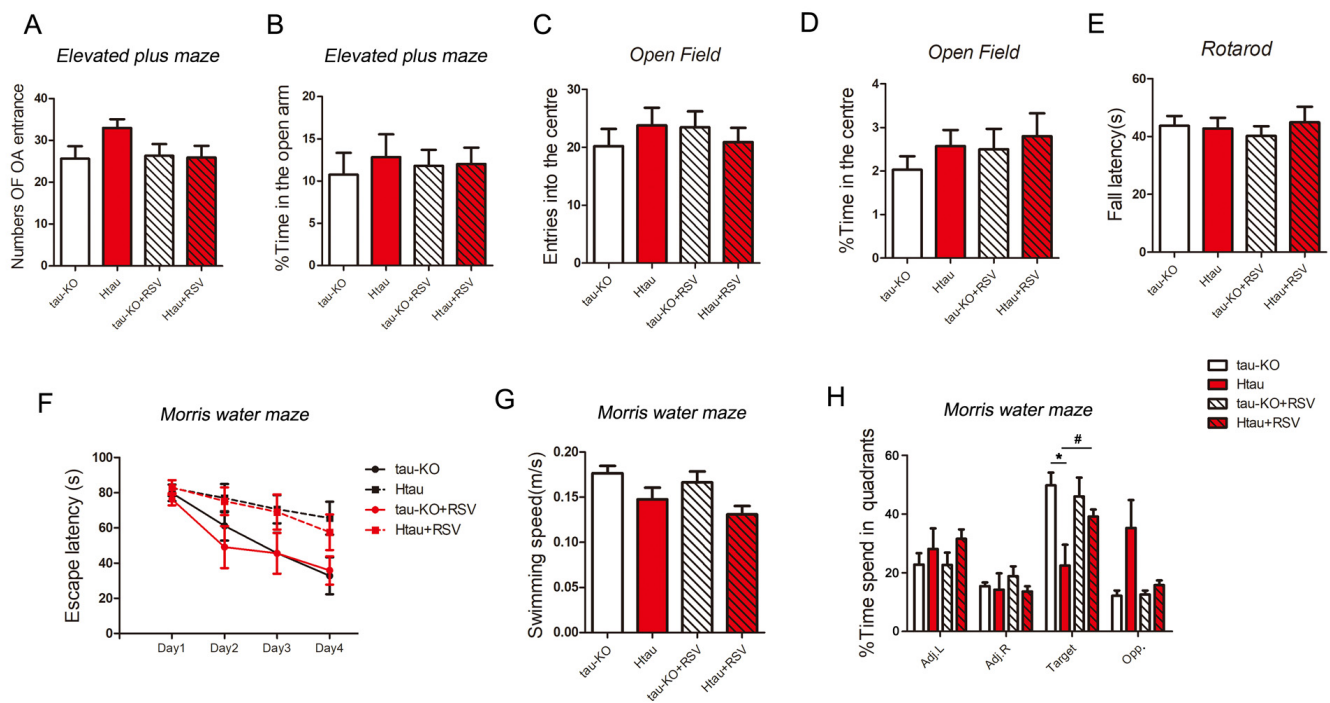 A
Elevated plus maze
Numbers OF OA entrance
40
30
20
10
0
tau-KO
Htau
tau-KO+RSV
Htau+RSV
B
Elevated plus maze
%Time in the open arm
20
15
10
5
0
tau-KO
Htau
tau-KO+RSV
Htau+RSV
C
Open Field
Entries into the centre
30
20
10
0
tau-KO
Htau
tau-KO+RSV
Htau+RSV
D
Open Field
%Time in the centre
4
3
2
1
0
tau-KO
Htau
tau-KO+RSV
Htau+RSV
E
Rotarod
Fall latency(s)
60
40
20
0
tau-KO
Htau
tau-KO+RSV
Htau+RSV
F
Morris water maze
Escape latency (s)
100
80
60
40
20
0
Day1
Day2
Day3
Day4
tau-KO
Htau
tau-KO+RSV
Htau+RSV
G
Morris water maze
Swimming speed(m/s)
0.20
0.15
0.10
0.05
0.00
tau-KO
Htau
tau-KO+RSV
Htau+RSV
H
tau-KO
Htau
tau-KO+RSV
Htau+RSV
Morris water maze
%Time spend in quadrants
60
40
20
0
*
#
Adj.L
Adj.R
Target
Opp.